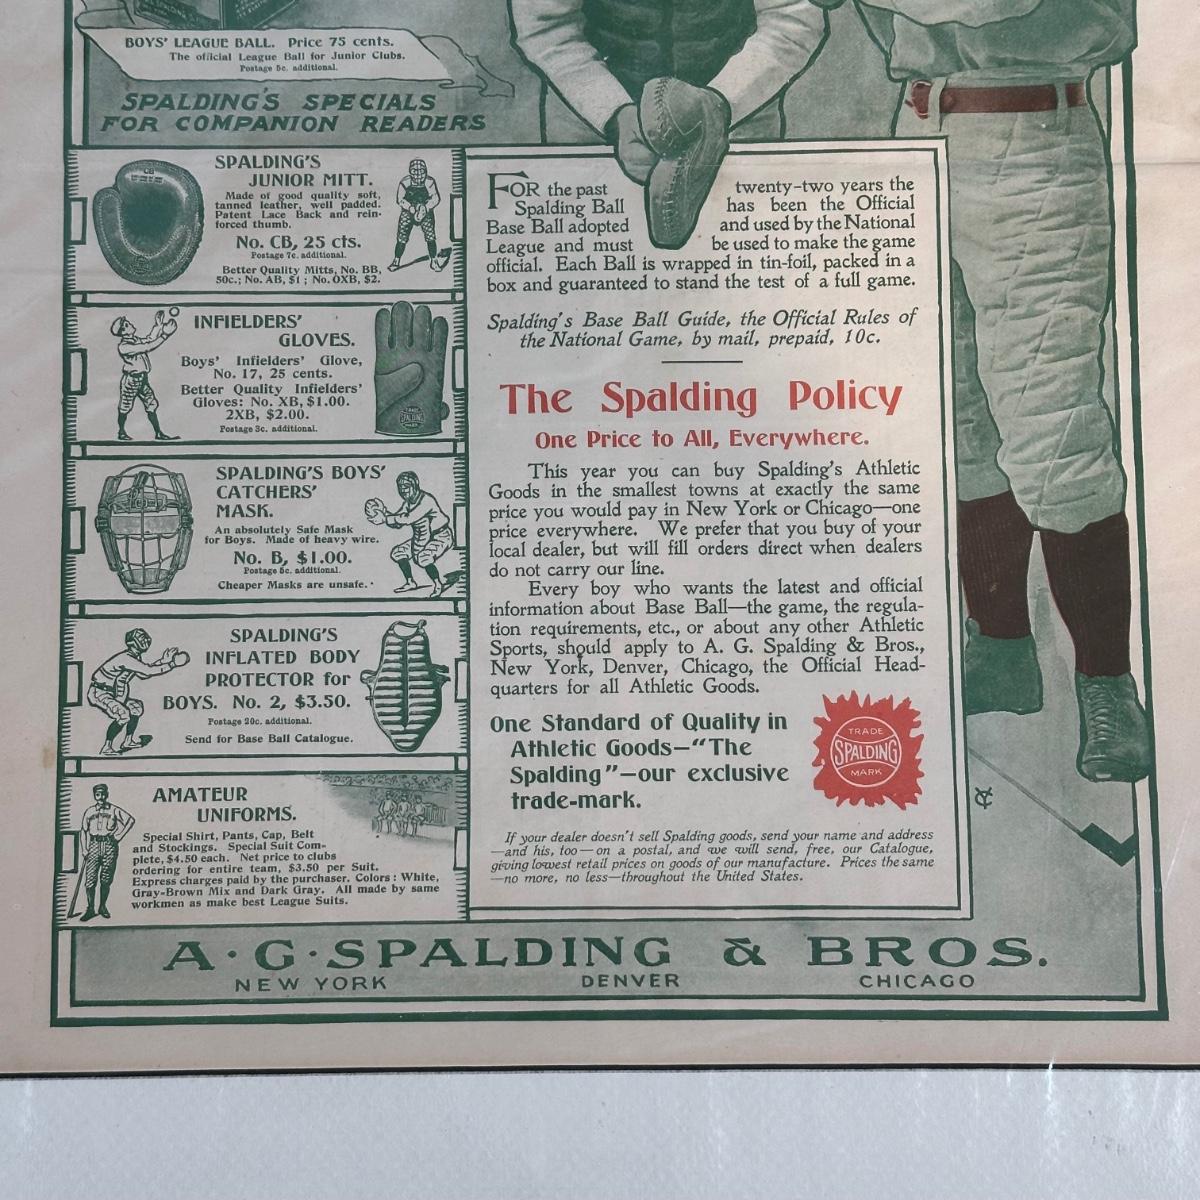 BOYS' LEAGUE BALL. Price 75 cents.
The official League Ball for Junior Clubs.
Postage 5c. additional.
SPALDING'S SPECIALS
FOR COMPANION READERS
SPALDING'S
JUNIOR MITT.
Made of good quality soft,
tanned leather, well padded.
Patent Lace Back and rein-
forced thumb.
No. CB, 25 cts.
Postage 7c. additional.
Better Quality Mitts, No. BB,
50c.; No. AB, $1; No. OXB, $2.
INFIELDERS'
GLOVES.
Boys' Infielders' Glove,
No. 17, 25 cents.
Better Quality Infielders'
Gloves: No. XB, $1.00.
2XB, $2.00.
Postage 3c. additional.
SPALDING'S BOYS'
CATCHERS'
MASK.
An absolutely Safe Mask
for Boys. Made of heavy wire.
No. B, $1.00.
Postage 5c. additional.
Cheaper Masks are unsafe.
SPALDING'S
INFLATED BODY
PROTECTOR for
BOYS. No. 2, $3.50.
Postage 20c. additional.
Send for Base Ball Catalogue.
AMATEUR
UNIFORMS.
Special Shirt, Pants, Cap, Belt
and Stockings. Special Suit Com-
plete, $4.50 each. Net price to clubs
ordering for entire team, $3.50 per Suit.
Express charges paid by the purchaser. Colors: White,
Gray-Brown Mix and Dark Gray. All made by same
workmen as make best League Suits.
FOR the past twenty-two years the
Spalding Ball has been the Official
Base Ball adopted and used by the National
League and must be used to make the game
official. Each Ball is wrapped in tin-foil, packed in a
box and guaranteed to stand the test of a full game.
Spalding's Base Ball Guide, the Official Rules of
the National Game, by mail, prepaid, 10c.
The Spalding Policy
One Price to All, Everywhere.
This year you can buy Spalding's Athletic
Goods in the smallest towns at exactly the same
price you would pay in New York or Chicago—one
price everywhere. We prefer that you buy of your
local dealer, but will fill orders direct when dealers
do not carry our line.
Every boy who wants the latest and official
information about Base Ball—the game, the regula-
tion requirements, etc., or about any other Athletic
Sports, should apply to A. G. Spalding & Bros.,
New York, Denver, Chicago, the Official Head-
quarters for all Athletic Goods.
One Standard of Quality in
Athletic Goods—"The
Spalding"—our exclusive
trade-mark.
TRADE
SPALDING
MARK
If your dealer doesn't sell Spalding goods, send your name and address
—and his, too—on a postal, and we will send, free, our Catalogue,
giving lowest retail prices on goods of our manufacture. Prices the same
—no more, no less—throughout the United States.
A·G·SPALDING & BROS.
NEW YORK DENVER CHICAGO